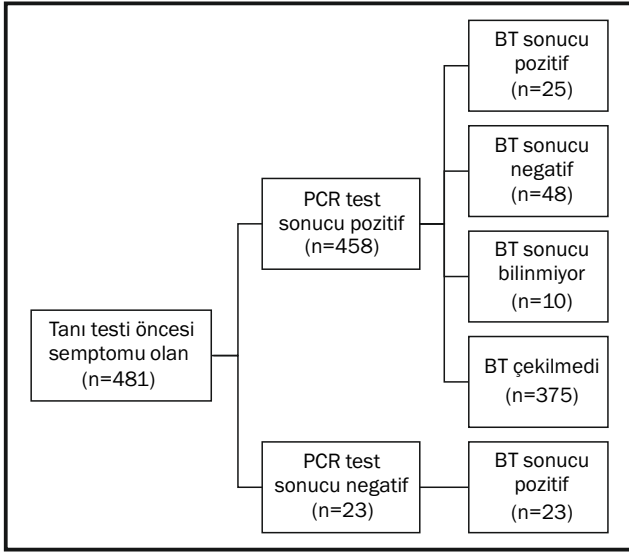 Tanı testi öncesi
semptomu olan
(n=481)
PCR test
sonucu pozitif
(n=458)
BT sonucu
pozitif
(n=25)
BT sonucu
negatif
(n=48)
BT sonucu
bilinmiyor
(n=10)
BT çekilmedi
(n=375)
PCR test
sonucu negatif
(n=23)
BT sonucu
pozitif
(n=23)